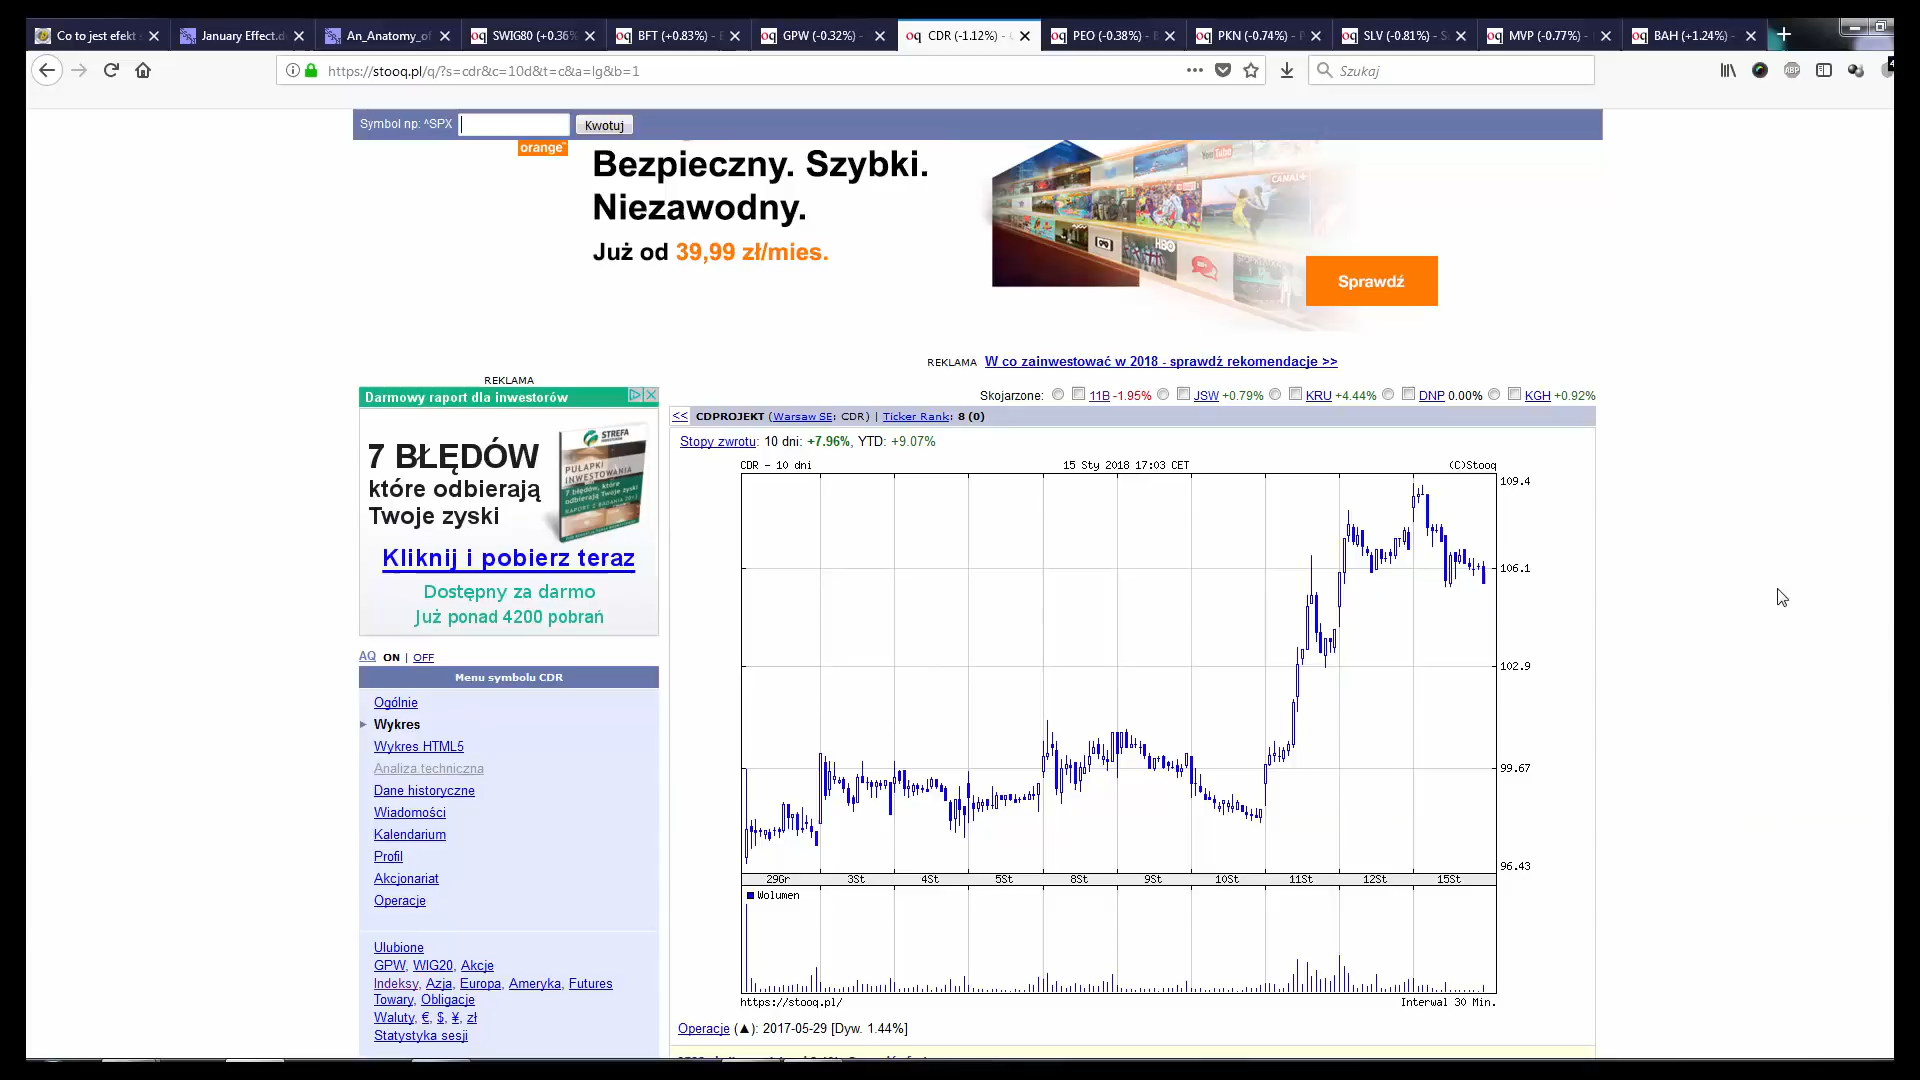 Co to jest efekt
January Effect.d
An_Anatomy_of
SWIG80 (+0.36%
BFT (+0.83%) -
GPW (-0.32%) -
CDR (-1.12%) -
PEO (-0.38%) -
PKN (-0.74%) -
SLV (-0.81%) -
MVP (-0.77%) -
BAH (+1.24%) -
https://stooq.pl/q/?s=cdr&c=10d&t=c&a=lg&b=1
Szukaj
ABP
Symbol np: ^SPX
Kwotuj
orange
Bezpieczny. Szybki.
Niezawodny.
Już od 39,99 zł/mies.
YouTube
CANAL+
HBO
Sprawdź
REKLAMA W co zainwestować w 2018 - sprawdź rekomendacje >>
REKLAMA
Darmowy raport dla inwestorów
7 BŁĘDÓW
które odbierają
Twoje zyski
STREFA
PUŁAPKI
INWESTOWANIA
Kliknij i pobierz teraz
Dostępny za darmo
Już ponad 4200 pobrań
AQ ON | OFF
Menu symbolu CDR
Ogólnie
Wykres
Wykres HTML5
Analiza techniczna
Dane historyczne
Wiadomości
Kalendarium
Profil
Akcjonariat
Operacje
Ulubione
GPW, WIG20, Akcje
Indeksy, Azja, Europa, Ameryka, Futures
Towary, Obligacje
Waluty, €, $, ¥, zł
Statystyka sesji
Skojarzone: 11B -1.95% JSW +0.79% KRU +4.44% DNP 0.00% KGH +0.92%
<< CDPROJEKT (Warsaw SE: CDR) | Ticker Rank: 8 (0)
Stopy zwrotu: 10 dni: +7.96%, YTD: +9.07%
CDR - 10 dni 15 Sty 2018 17:03 CET (C)Stooq
109.4
106.1
102.9
99.67
96.43
29Gr 3St 4St 5St 8St 9St 10St 11St 12St 15St
Wolumen
https://stooq.pl/ Interwal 30 Min.
Operacje (▲): 2017-05-29 [Dyw. 1.44%]